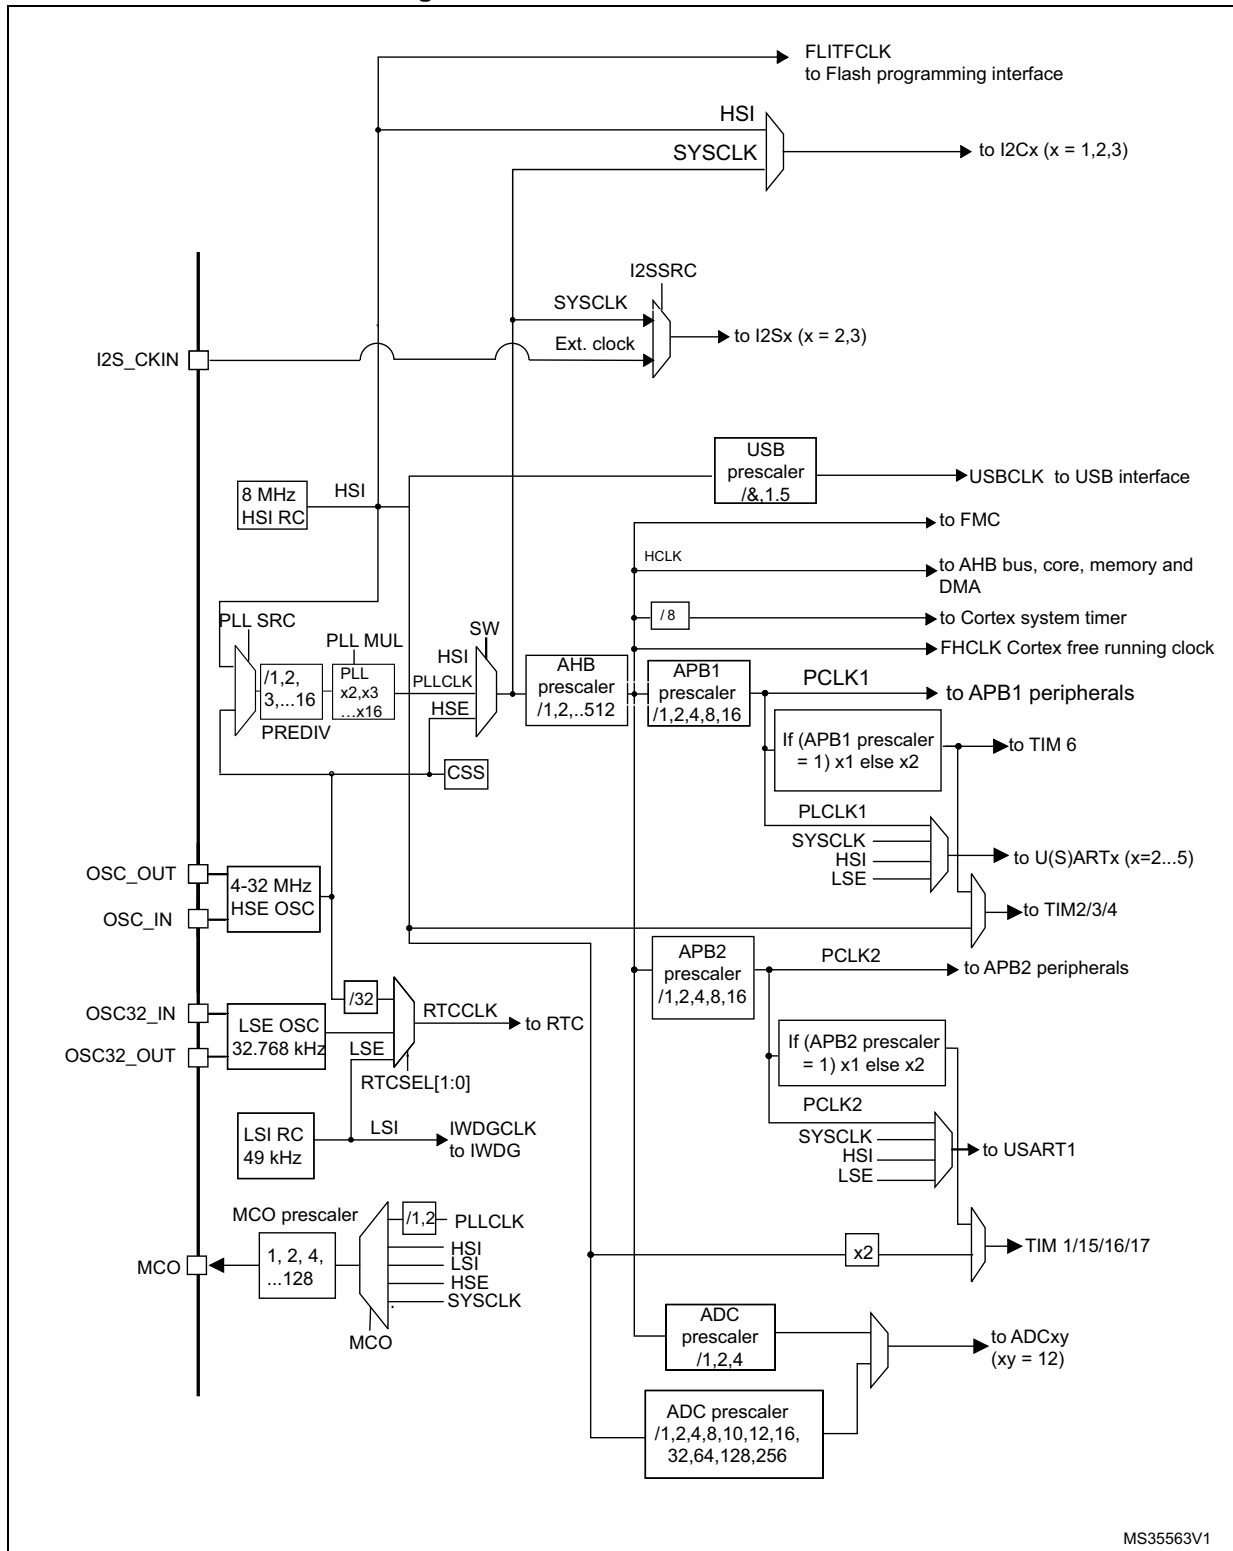 FLITFCLK
to Flash programming interface
HSI
SYSCLK
to I2Cx (x = 1,2,3)
I2SSRC
SYSCLK
to I2Sx (x = 2,3)
Ext. clock
I2S_CKIN
USB
prescaler
/&,1.5
USBCLK to USB interface
8 MHz
HSI RC
HSI
to FMC
HCLK
to AHB bus, core, memory and
DMA
/ 8
to Cortex system timer
FHCLK Cortex free running clock
PLL SRC
PLL MUL
SW
HSI
PLLCLK
HSE
/1,2,
3,...16
PREDIV
PLL
x2,x3
...x16
CSS
AHB
prescaler
/1,2,..512
APB1
prescaler
/1,2,4,8,16
PCLK1
to APB1 peripherals
If (APB1 prescaler
= 1) x1 else x2
to TIM 6
PLCLK1
SYSCLK
HSI
LSE
to U(S)ARTx (x=2...5)
to TIM2/3/4
OSC_OUT
OSC_IN
4-32 MHz
HSE OSC
APB2
prescaler
/1,2,4,8,16
PCLK2
to APB2 peripherals
/32
OSC32_IN
OSC32_OUT
LSE OSC
32.768 kHz
LSE
RTCCLK
to RTC
RTCSEL[1:0]
If (APB2 prescaler
= 1) x1 else x2
PCLK2
SYSCLK
HSI
LSE
to USART1
LSI RC
49 kHz
LSI
IWDGCLK
to IWDG
MCO prescaler
1, 2, 4,
...128
MCO
/1,2
PLLCLK
HSI
LSI
HSE
SYSCLK
MCO
x2
TIM 1/15/16/17
ADC
prescaler
/1,2,4
to ADCxy
(xy = 12)
ADC prescaler
/1,2,4,8,10,12,16,
32,64,128,256
MS35563V1